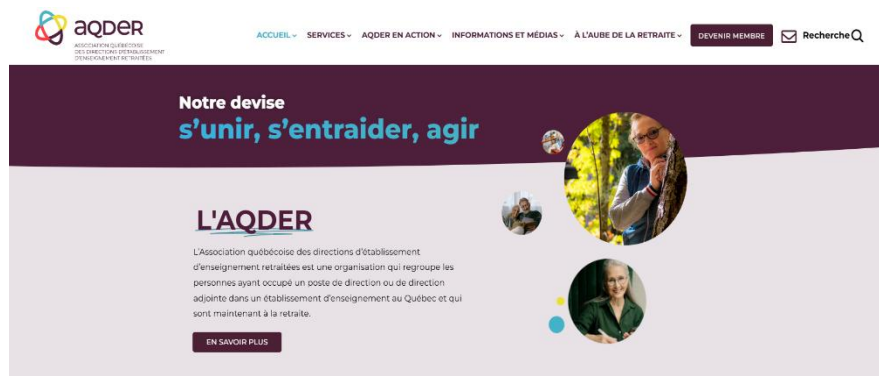 aQDeR
ASSOCIATION QUÉBÉCOISE
DES DIRECTIONS D'ÉTABLISSEMENT
D'ENSEIGNEMENT RETRAITÉES
ACCUEIL SERVICES AQDER EN ACTION INFORMATIONS ET MÉDIAS À L'AUBE DE LA RETRAITE DEVENIR MEMBRE Recherche
Notre devise
s'unir, s'entraider, agir
L'AQDER
L'Association québécoise des directions d'établissement
d'enseignement retraitées est une organisation qui regroupe les
personnes ayant occupé un poste de direction ou de direction
adjointe dans un établissement d'enseignement au Québec et qui
sont maintenant à la retraite.
EN SAVOIR PLUS